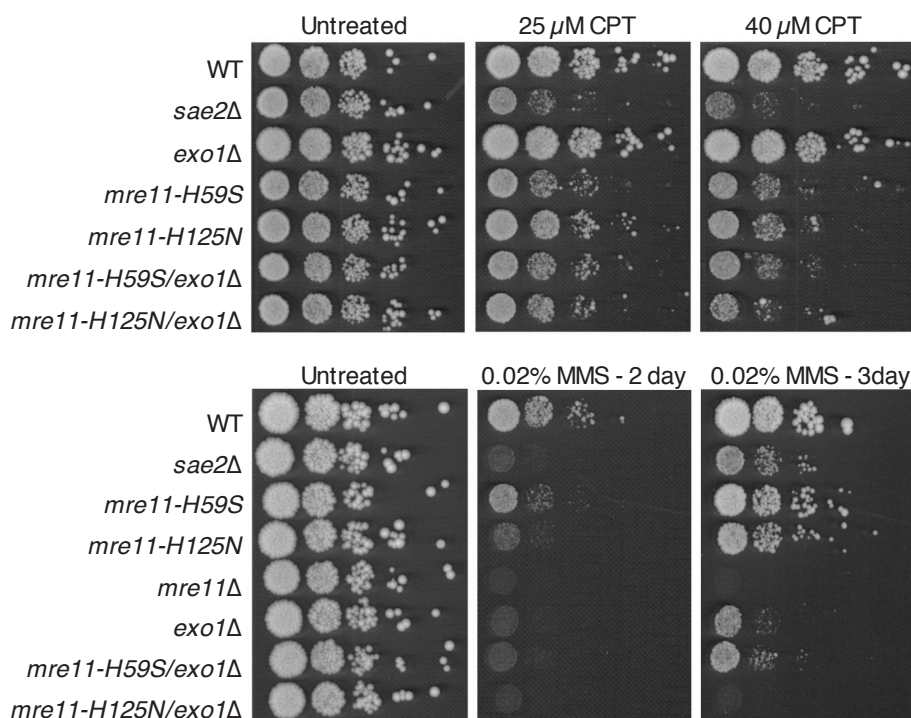 Untreated 25 µM CPT 40 µM CPT
WT
sae2Δ
exo1Δ
mre11-H59S
mre11-H125N
mre11-H59S/exo1Δ
mre11-H125N/exo1Δ
Untreated 0.02% MMS - 2 day 0.02% MMS - 3day
WT
sae2Δ
mre11-H59S
mre11-H125N
mre11Δ
exo1Δ
mre11-H59S/exo1Δ
mre11-H125N/exo1Δ